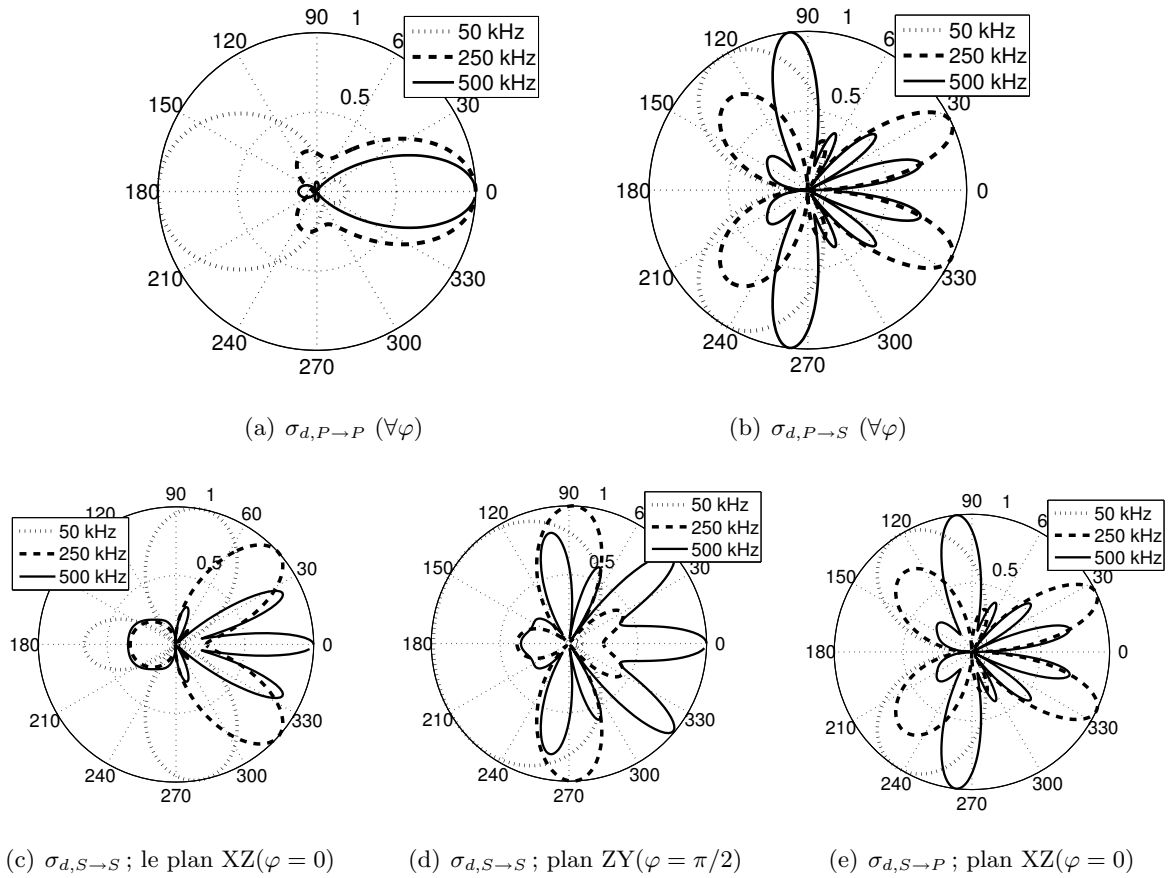 90 1
120 6
50 kHz
250 kHz
500 kHz
150 0.5 30
180 0
210 330
240 300
270
(a) σd,P→P (∀φ)
90 1
120 6
50 kHz
250 kHz
500 kHz
150 0.5 30
180 0
210 330
240 300
270
(b) σd,P→S (∀φ)
90 1
120 60
50 kHz
250 kHz
500 kHz
0.5 30
180 0
210 330
240 300
270
(c) σd,S→S ; le plan XZ(φ = 0)
90 1
120 6
50 kHz
250 kHz
500 kHz
150 0.5
180 0
210 330
240 300
270
(d) σd,S→S ; plan ZY(φ = π/2)
90 1
120 6
50 kHz
250 kHz
500 kHz
150 0.5 30
180 0
210 330
240 300
270
(e) σd,S→P ; plan XZ(φ = 0)